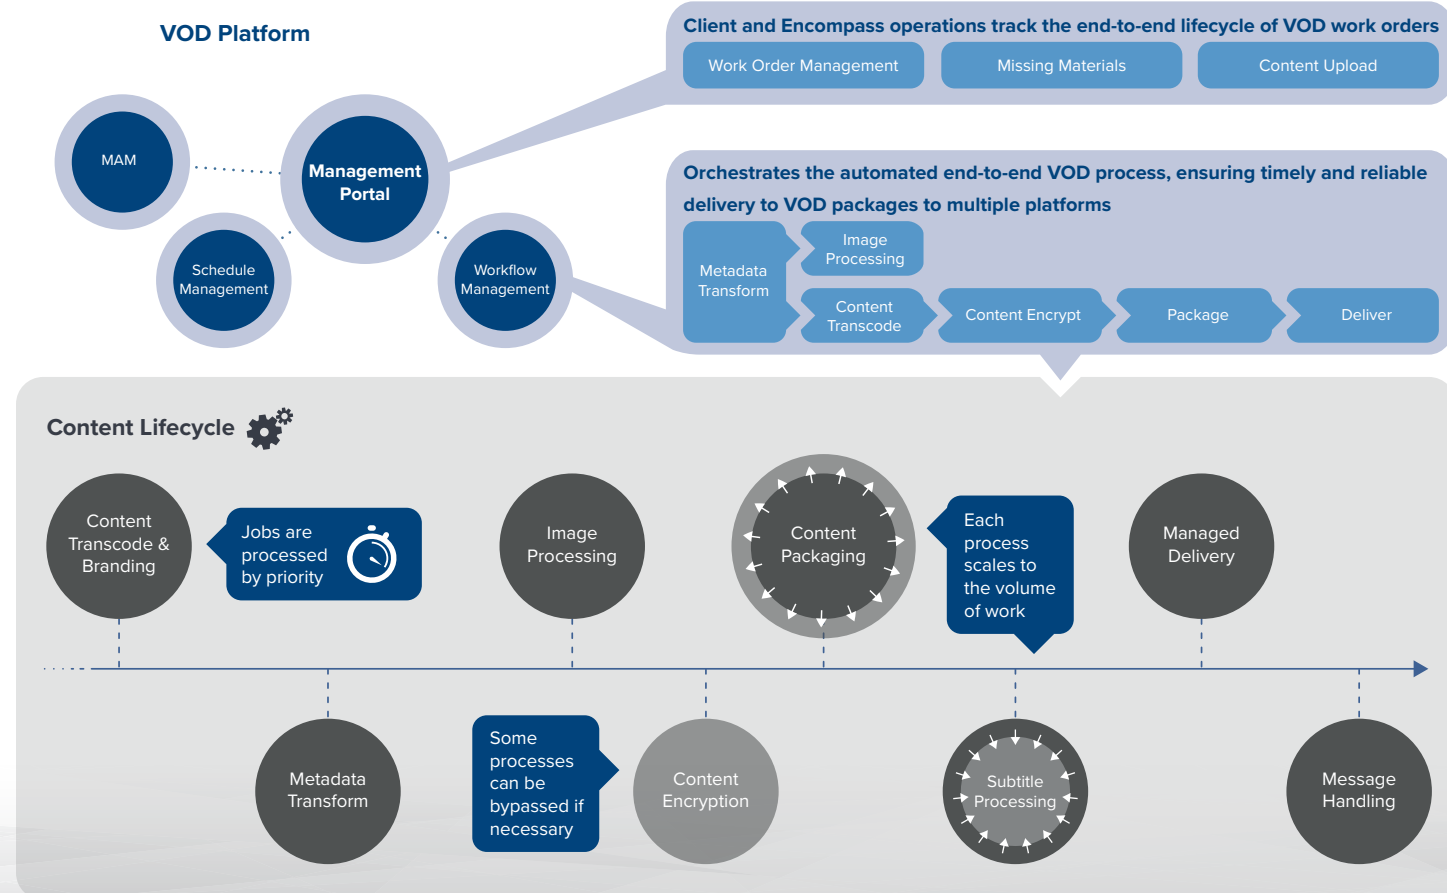 VOD Platform
Client and Encompass operations track the end-to-end lifecycle of VOD work orders
Work Order Management
Missing Materials
Content Upload
MAM
Management
Portal
Schedule
Management
Workflow
Management
Orchestrates the automated end-to-end VOD process, ensuring timely and reliable
delivery to VOD packages to multiple platforms
Metadata
Transform
Image
Processing
Content
Transcode
Content Encrypt
Package
Deliver
Content Lifecycle
Content
Transcode &
Branding
Jobs are
processed
by priority
Image
Processing
Content
Packaging
Each
process
scales to
the volume
of work
Managed
Delivery
Metadata
Transform
Some
processes
can be
bypassed if
necessary
Content
Encryption
Subtitle
Processing
Message
Handling